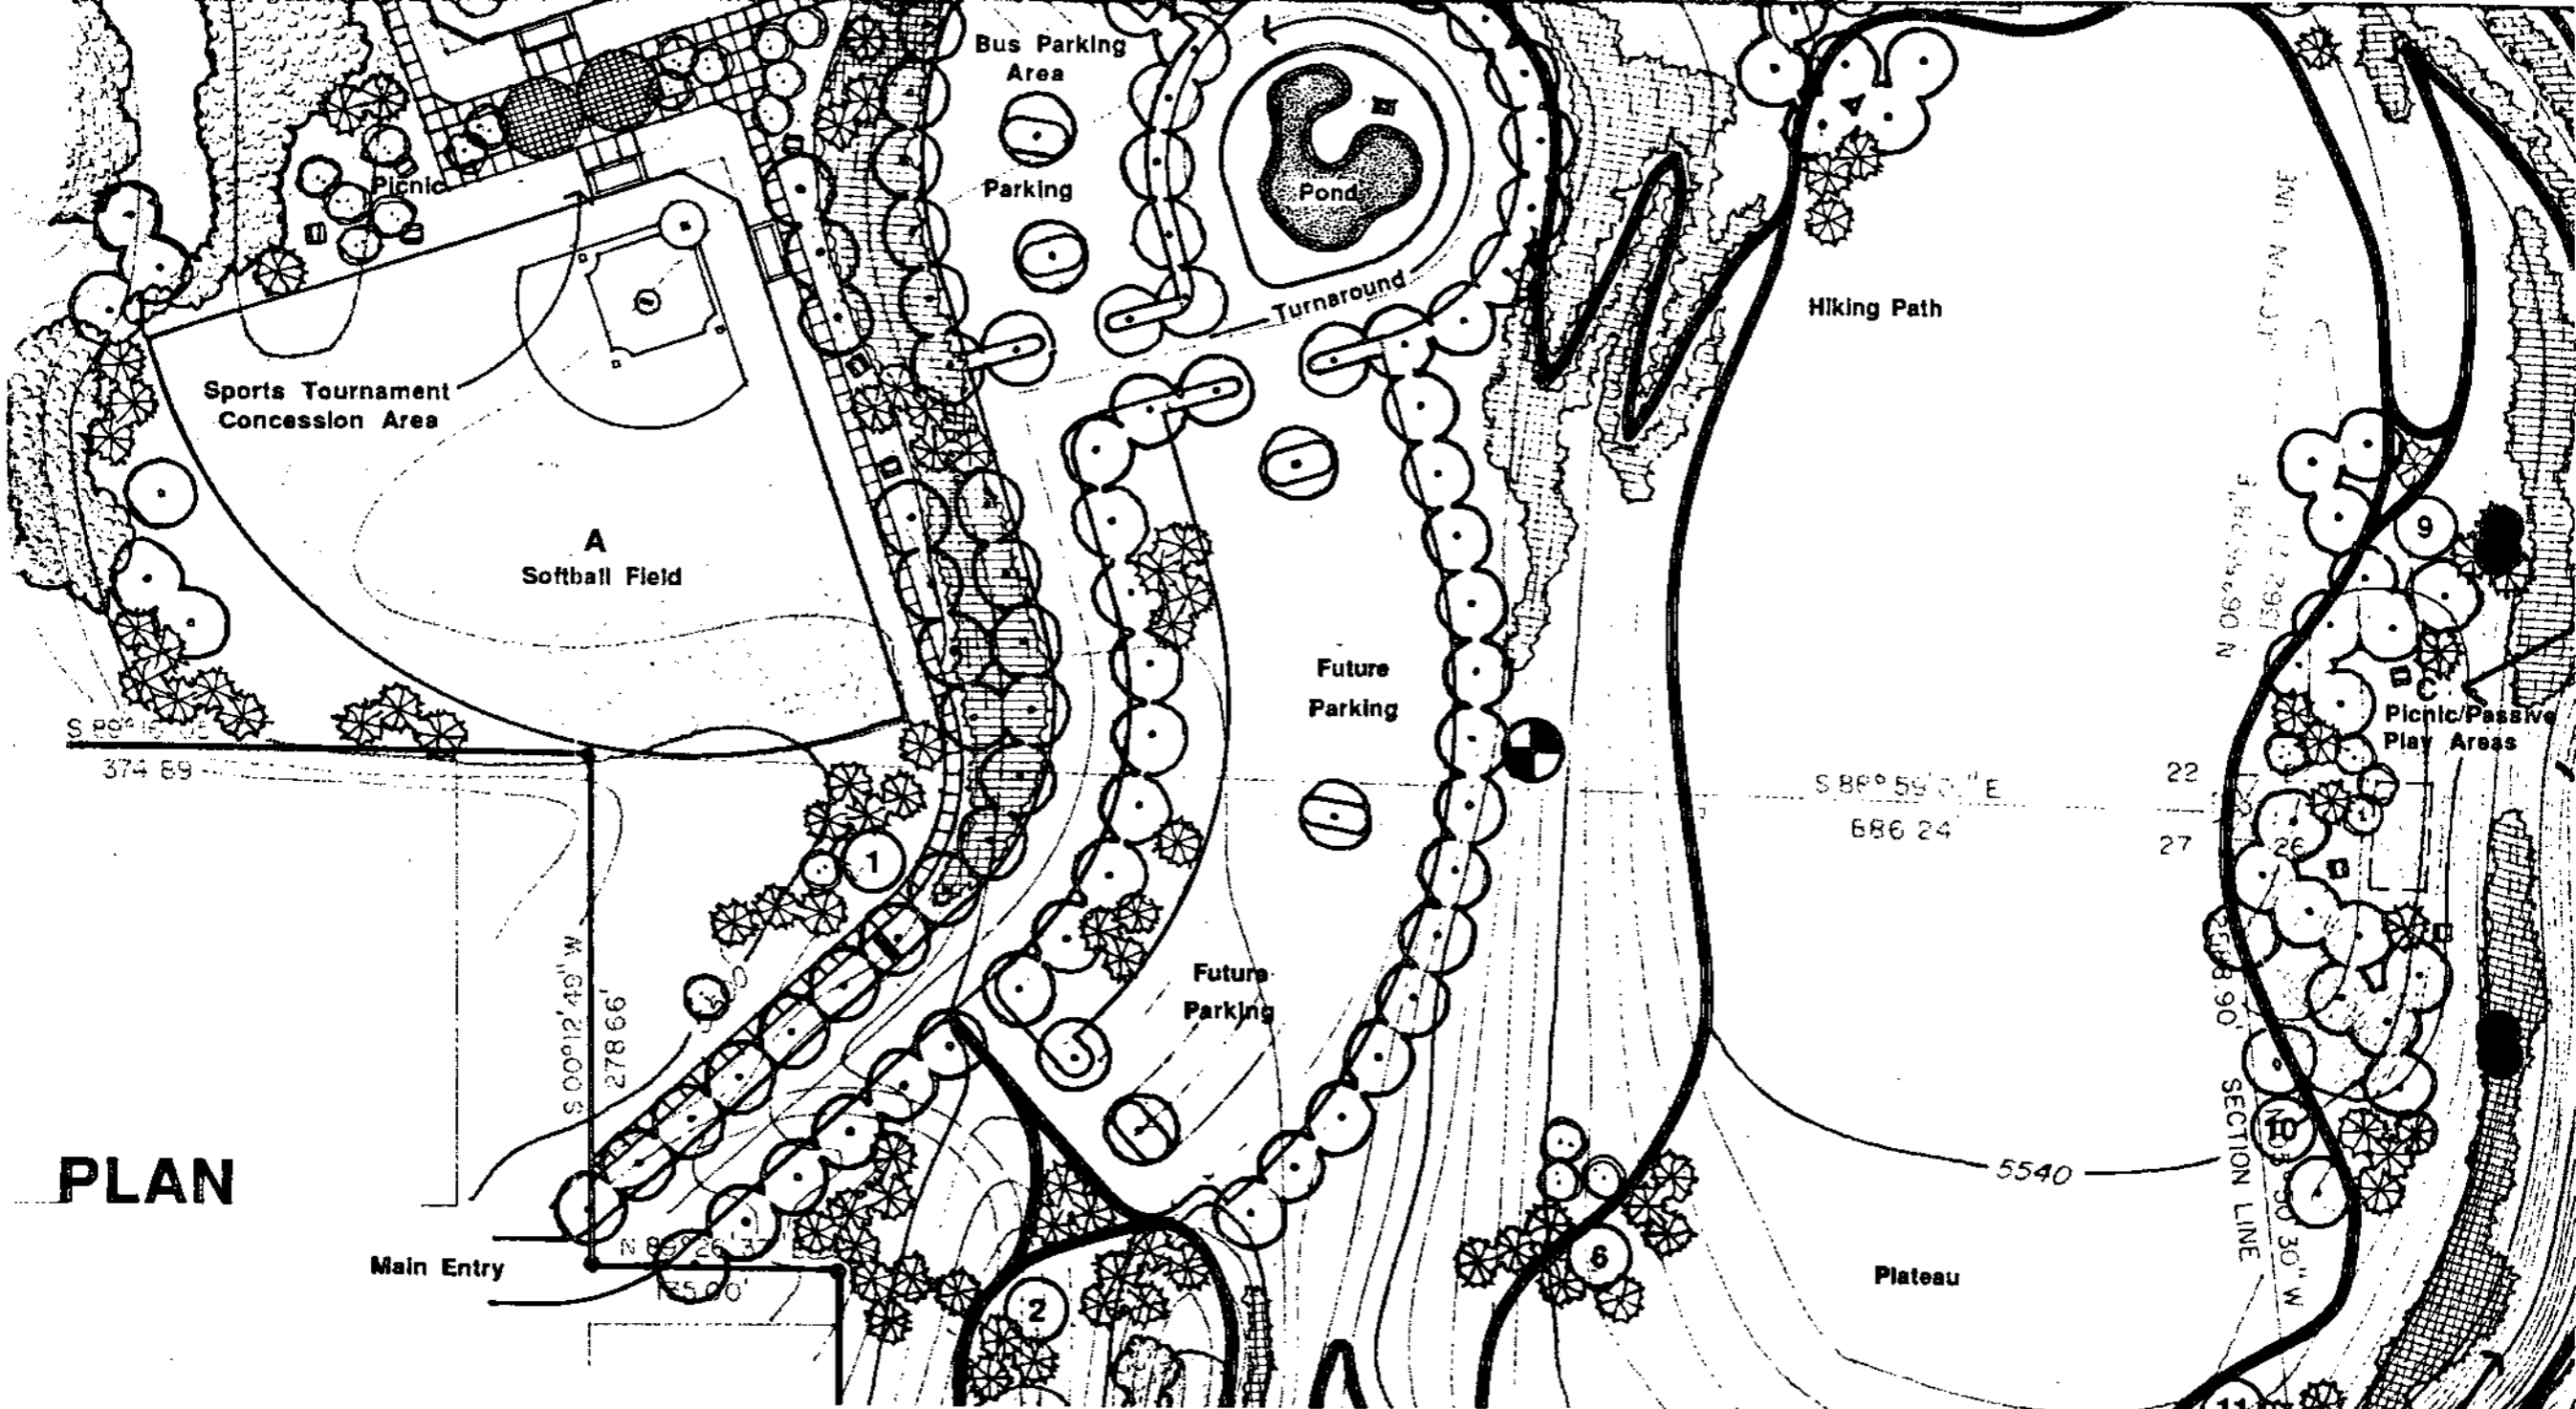 Bus Parking
Area
Parking
Picnic
Pond
Turnaround
Hiking Path
Sports Tournament
Concession Area
A
Softball Field
9
Future
Parking
C
Picnic/Passive
Play Areas
374 89
S 00°12'49" W
278 66'
22
27
26
686 24
1
Future
Parking
PLAN
Main Entry
2
6
5540
Plateau
10
SECTION LINE
30" W
11